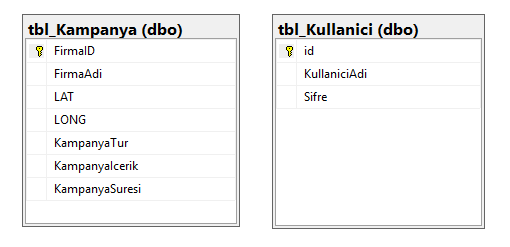 tbl_Kampanya (dbo)
FirmaID
FirmaAdi
LAT
LONG
KampanyaTur
KampanyaIcerik
KampanyaSuresi
tbl_Kullanici (dbo)
id
KullaniciAdi
Sifre